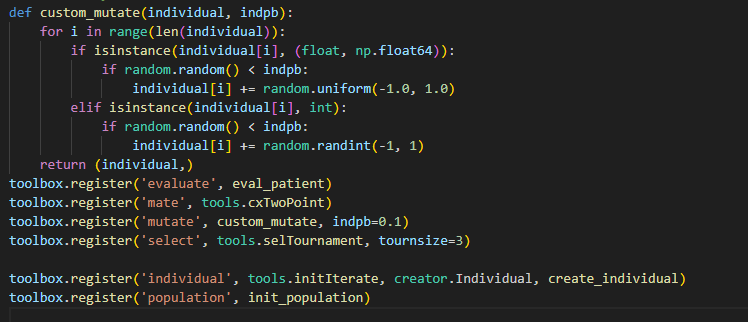 def custom_mutate(individual, indpb):
    for i in range(len(individual)):
        if isinstance(individual[i], (float, np.float64)):
            if random.random() < indpb:
                individual[i] += random.uniform(-1.0, 1.0)
        elif isinstance(individual[i], int):
            if random.random() < indpb:
                individual[i] += random.randint(-1, 1)
    return (individual,)
toolbox.register('evaluate', eval_patient)
toolbox.register('mate', tools.cxTwoPoint)
toolbox.register('mutate', custom_mutate, indpb=0.1)
toolbox.register('select', tools.selTournament, tournsize=3)

toolbox.register('individual', tools.initIterate, creator.Individual, create_individual)
toolbox.register('population', init_population)